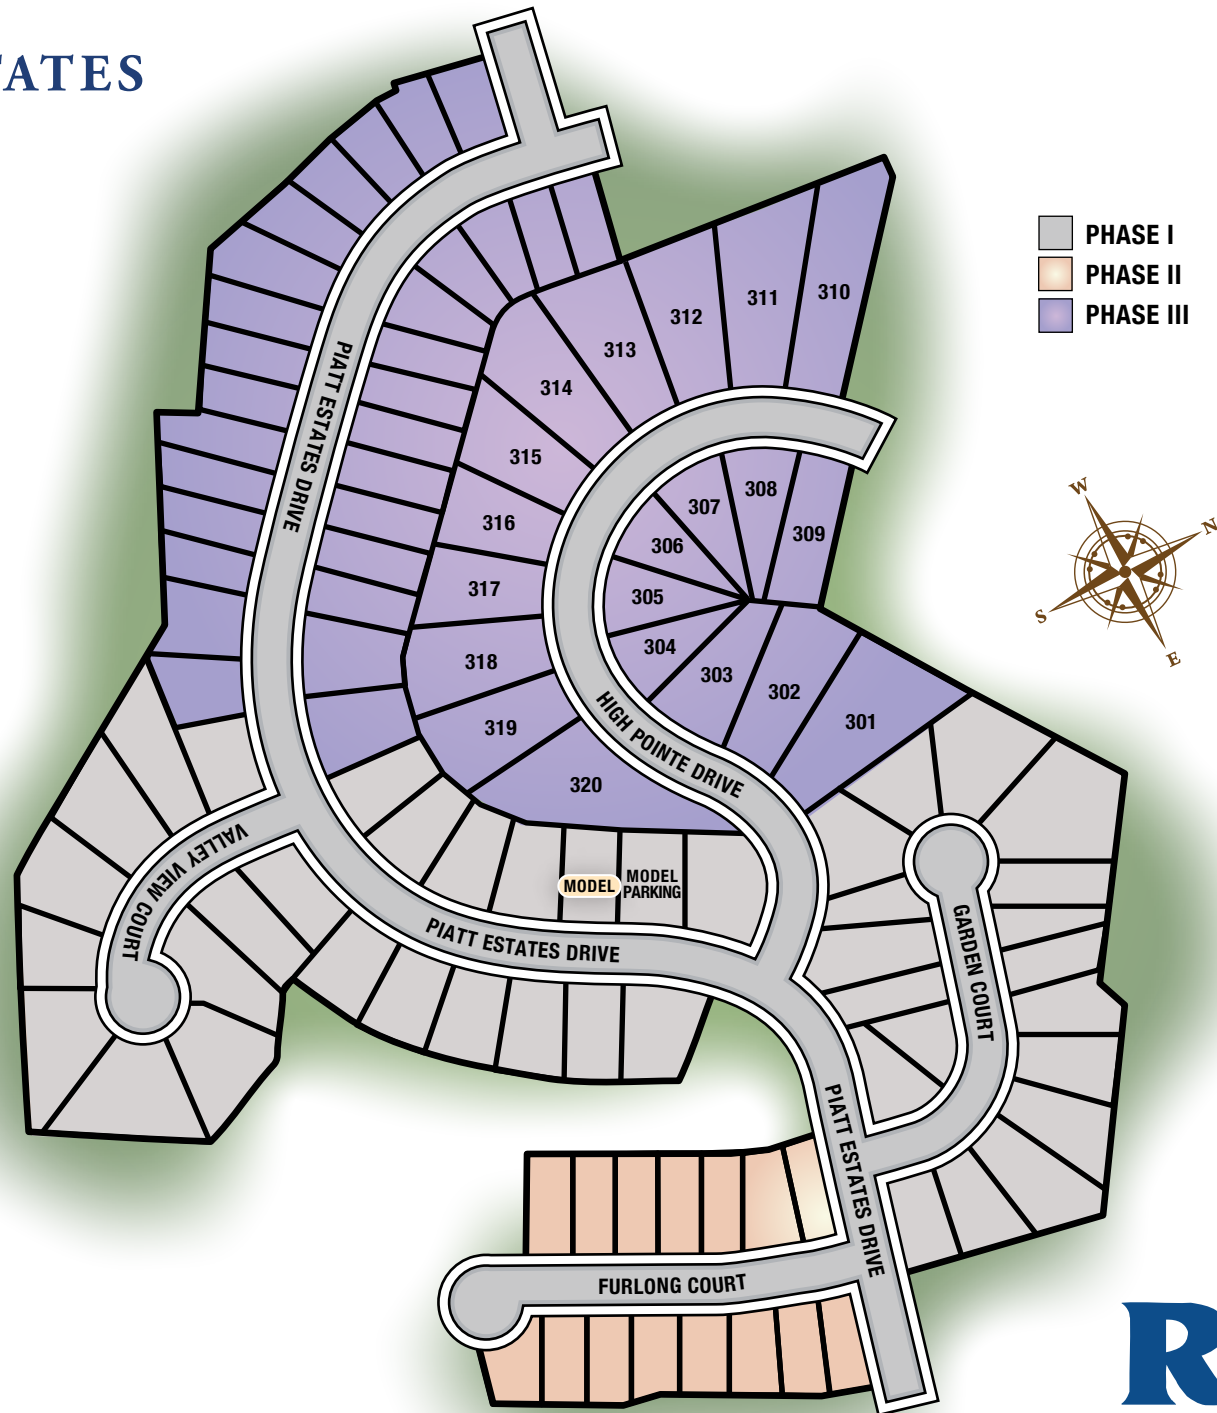 TATES
PHASE I
PHASE II
PHASE III
310
311
312
313
314
315
316
317
318
319
320
308
307
309
306
305
304
303
302
301
PIATT ESTATES DRIVE
HIGH POINTE DRIVE
W
N
S
E
VALLEY VIEW COURT
MODEL
MODEL
PARKING
PIATT ESTATES DRIVE
GARDEN COURT
PIATT ESTATES DRIVE
FURLONG COURT
R